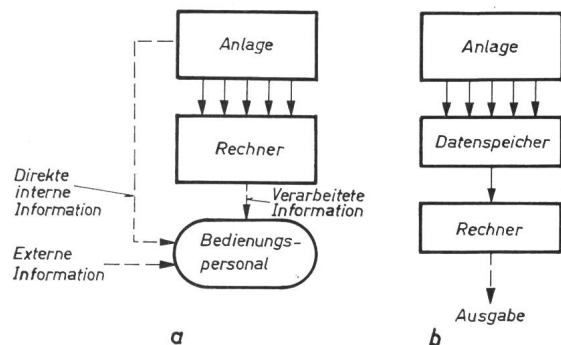 Anlage
Rechner
Direkte
interne
Information
Verarbeitete
Information
Externe
Information
Bedienungs-
personal
a
Anlage
Datenspeicher
Rechner
Ausgabe
b